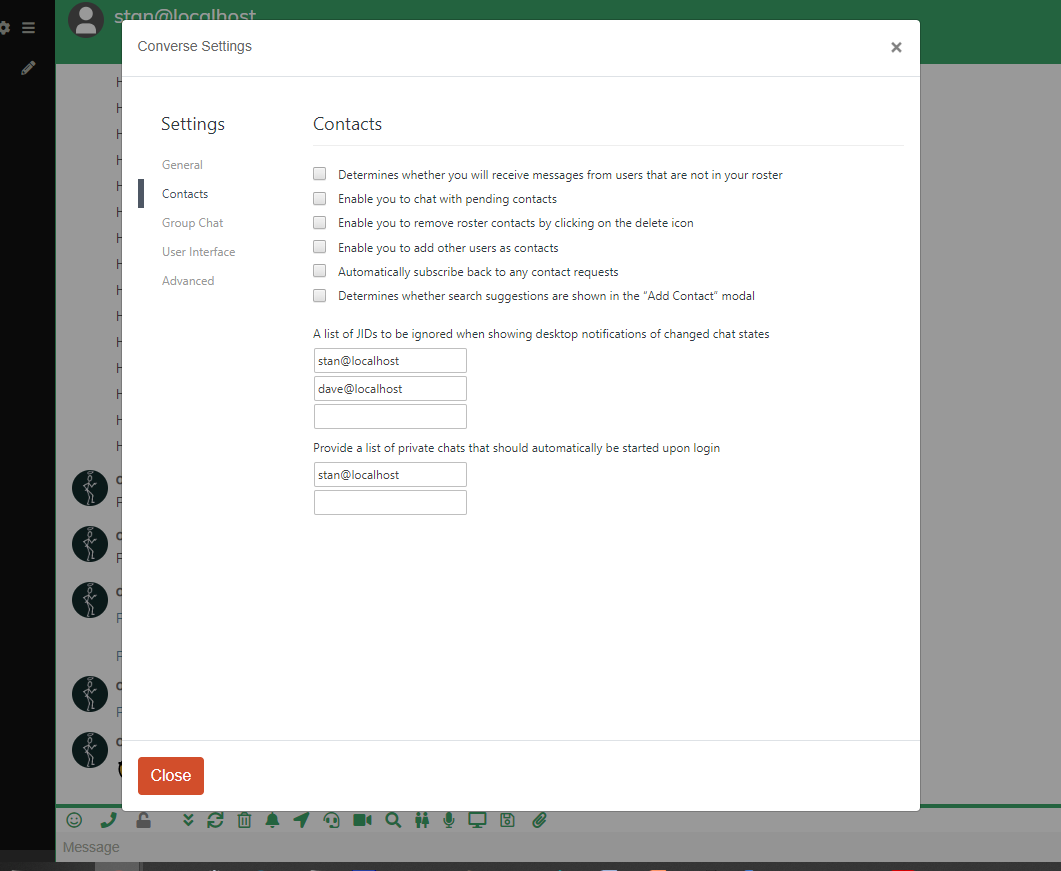 stan@localhost
Converse Settings
×
Settings
General
Contacts
Group Chat
User Interface
Advanced
Contacts
Determines whether you will receive messages from users that are not in your roster
Enable you to chat with pending contacts
Enable you to remove roster contacts by clicking on the delete icon
Enable you to add other users as contacts
Automatically subscribe back to any contact requests
Determines whether search suggestions are shown in the “Add Contact” modal
A list of JIDs to be ignored when showing desktop notifications of changed chat states
stan@localhost
dave@localhost
Provide a list of private chats that should automatically be started upon login
stan@localhost
Close
Message